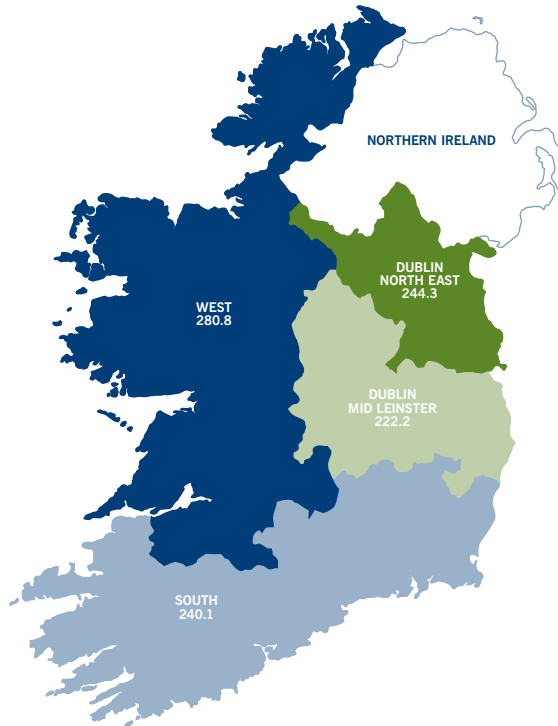 NORTHERN IRELAND
DUBLIN
NORTH EAST
244.3
WEST
280.8
DUBLIN
MID LEINSTER
222.2
SOUTH
240.1